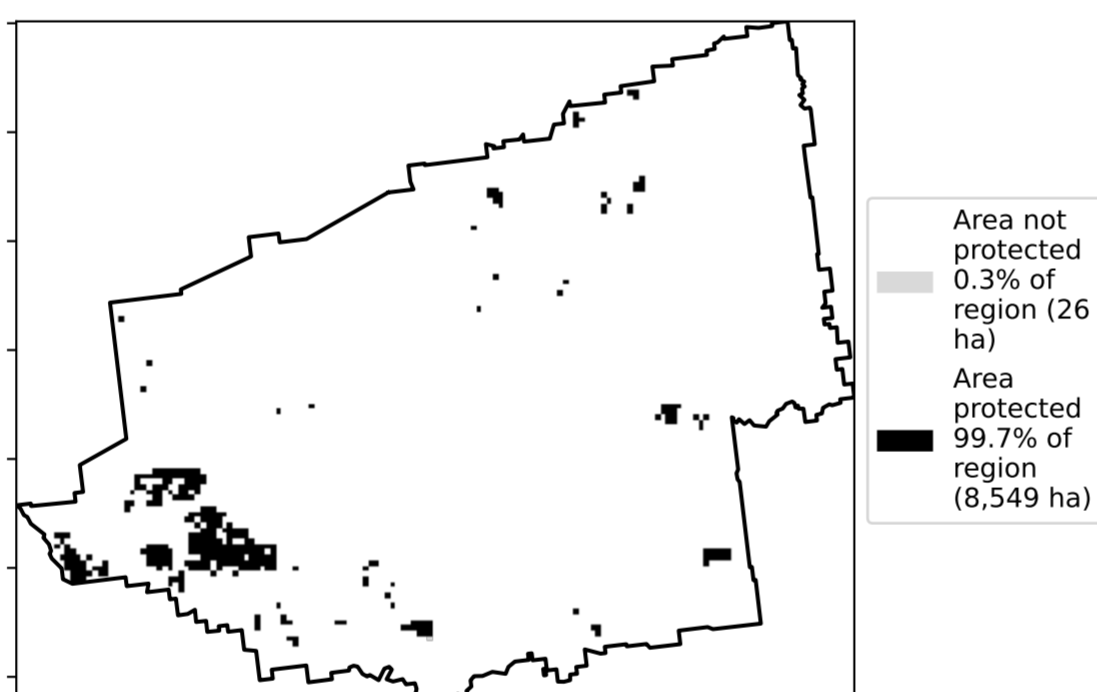 Area not
protected
0.3% of
region (26
ha)
Area
protected
99.7% of
region
(8,549 ha)